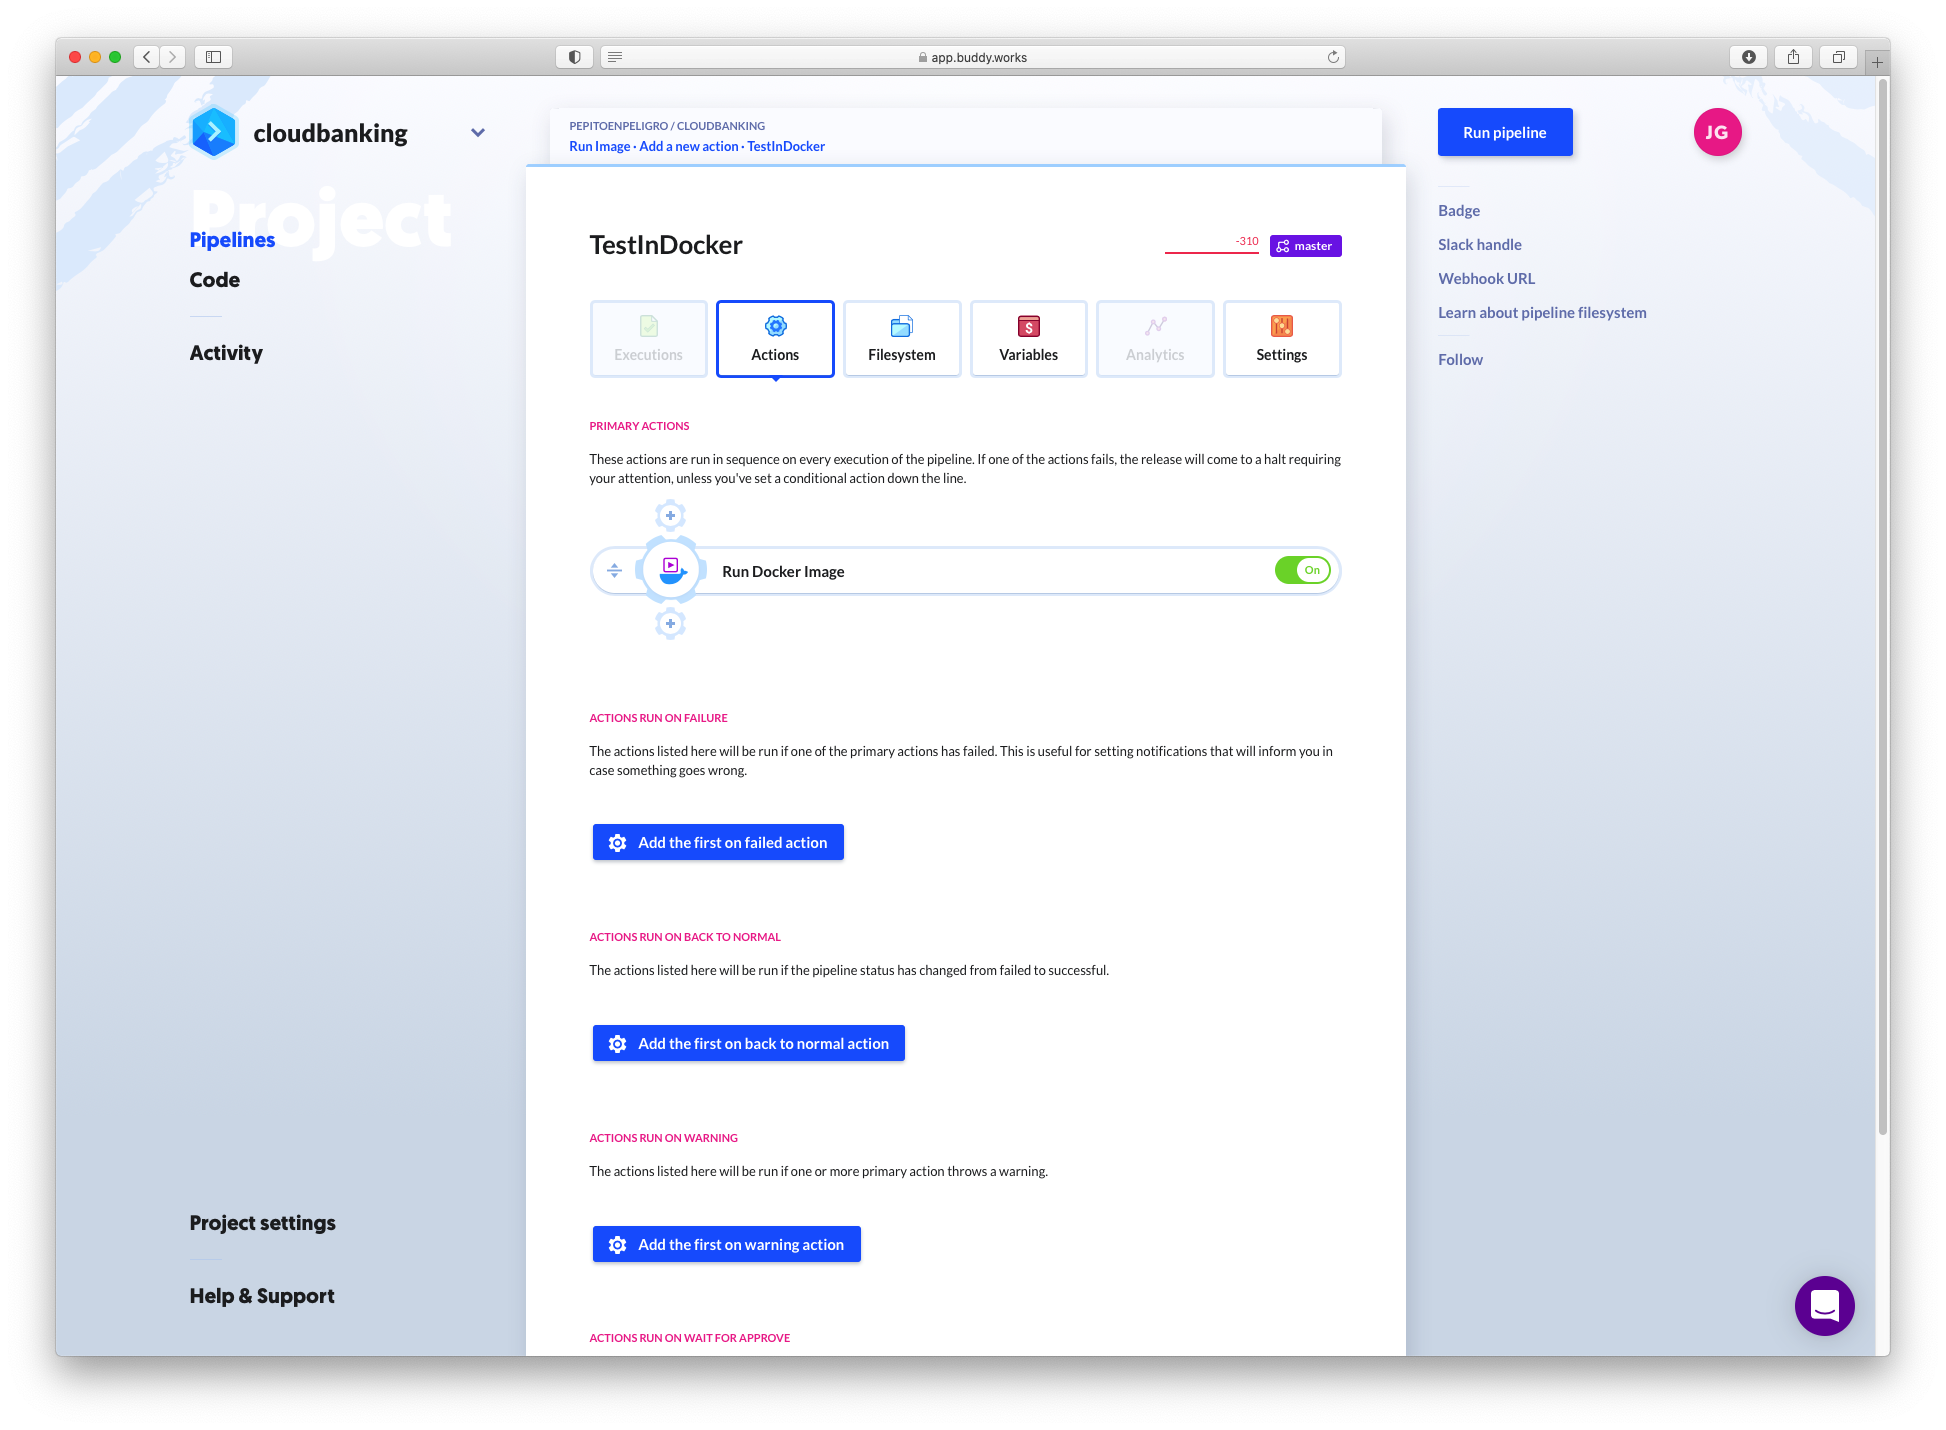 app.buddy.works
cloudbanking
PEPITOENPELIGRO / CLOUDBANKING
Run Image · Add a new action · TestInDocker
Run pipeline
JG
Project
Pipelines
Code
Activity
Badge
Slack handle
Webhook URL
Learn about pipeline filesystem
Follow
TestInDocker
-310
master
Executions
Actions
Filesystem
Variables
Analytics
Settings
PRIMARY ACTIONS
These actions are run in sequence on every execution of the pipeline. If one of the actions fails, the release will come to a halt requiring
your attention, unless you've set a conditional action down the line.
Run Docker Image
On
ACTIONS RUN ON FAILURE
The actions listed here will be run if one of the primary actions has failed. This is useful for setting notifications that will inform you in
case something goes wrong.
Add the first on failed action
ACTIONS RUN ON BACK TO NORMAL
The actions listed here will be run if the pipeline status has changed from failed to successful.
Add the first on back to normal action
ACTIONS RUN ON WARNING
The actions listed here will be run if one or more primary action throws a warning.
Add the first on warning action
Project settings
Help & Support
ACTIONS RUN ON WAIT FOR APPROVE